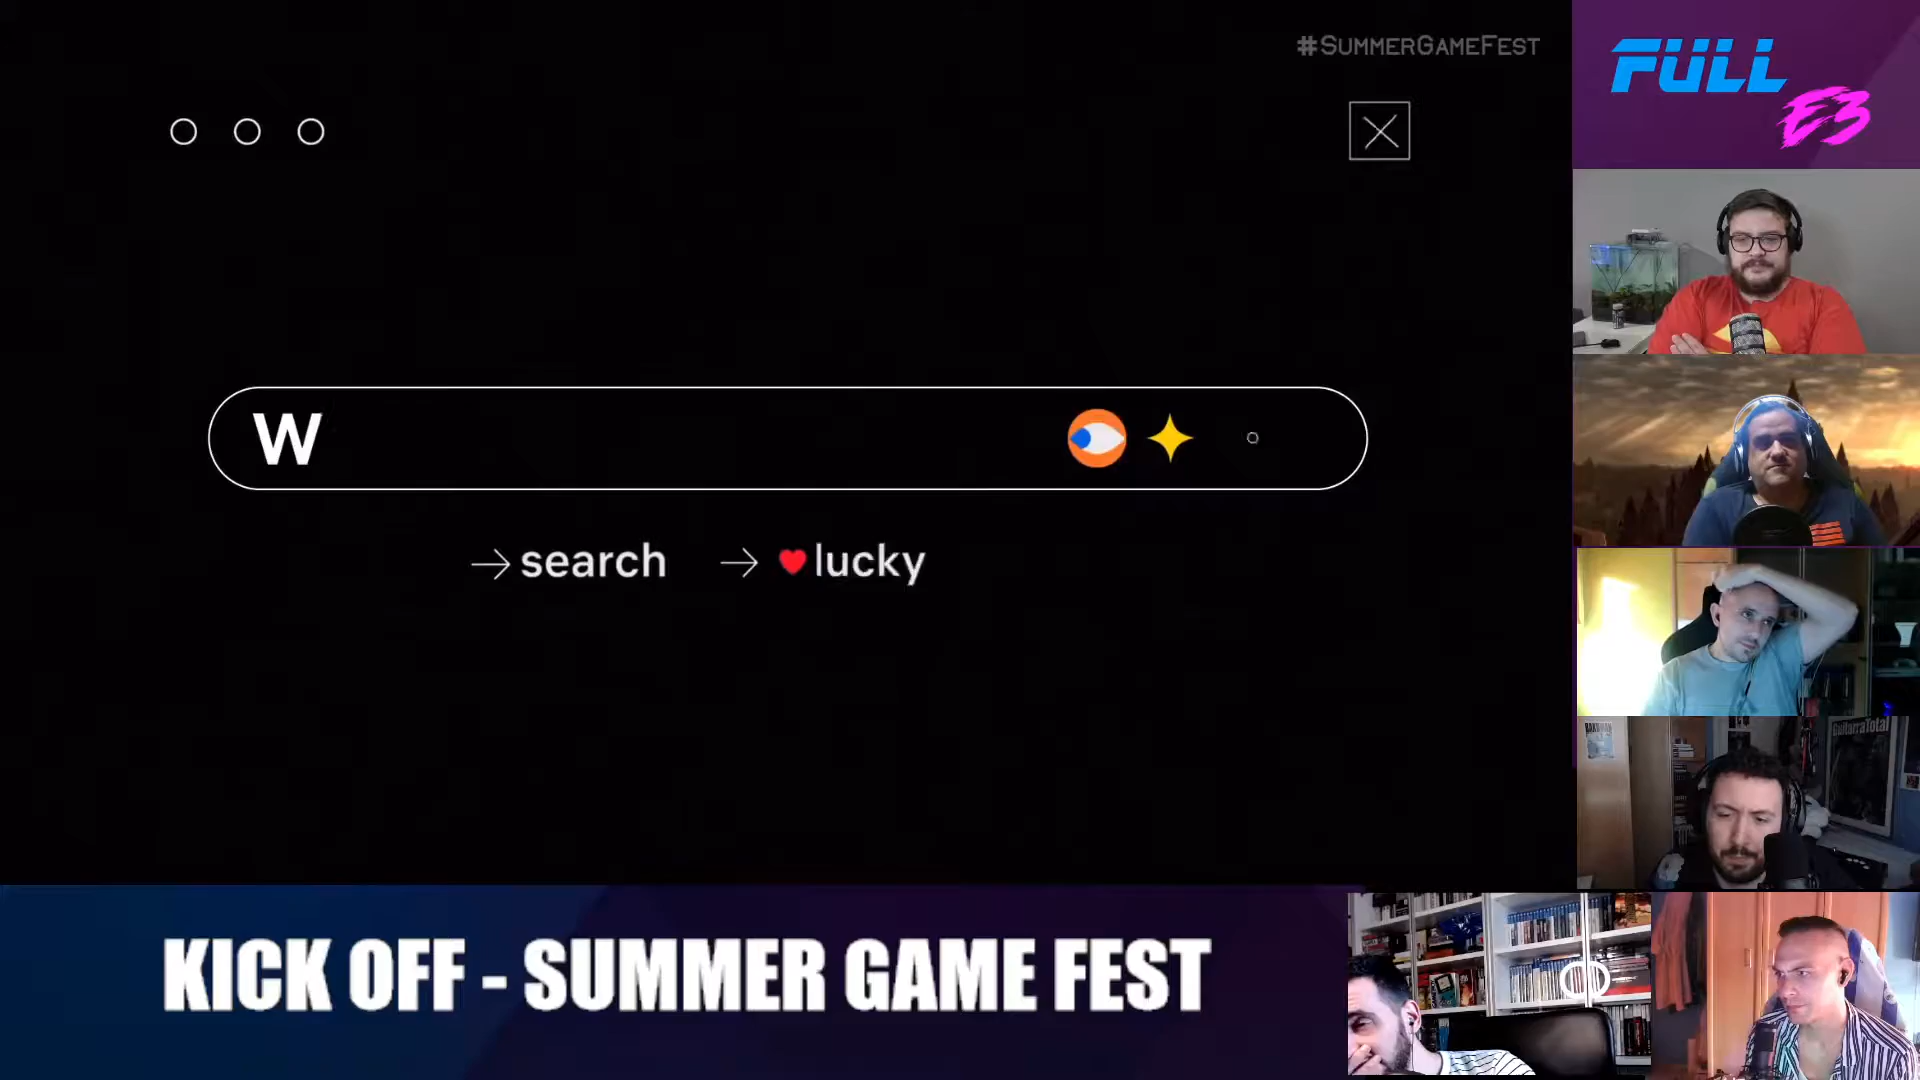 #SUMMERGAMEFEST
FULL
E3
W
search
lucky
GuitarraTotal
KICK OFF - SUMMER GAME FEST